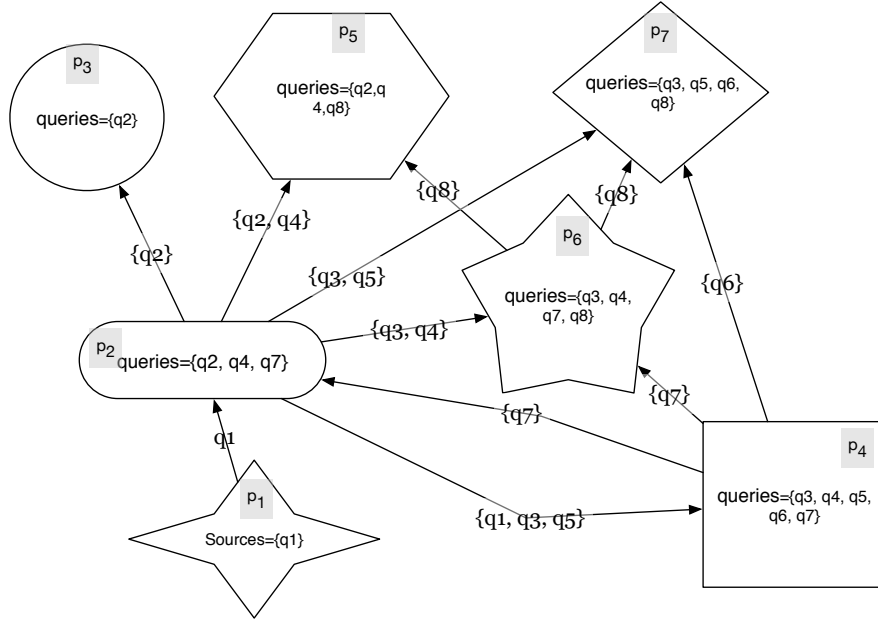 p3
queries={q2}
p5
queries={q2,q
4,q8}
p7
queries={q3, q5, q6,
q8}
{q8}
{q8}
{q2}
{q2, q4}
{q3, q5}
p6
queries={q3, q4,
q7, q8}
{q6}
{q3, q4}
p2
queries={q2, q4, q7}
{q7}
{q7}
q1
p4
queries={q3, q4, q5,
q6, q7}
p1
Sources={q1}
{q1, q3, q5}